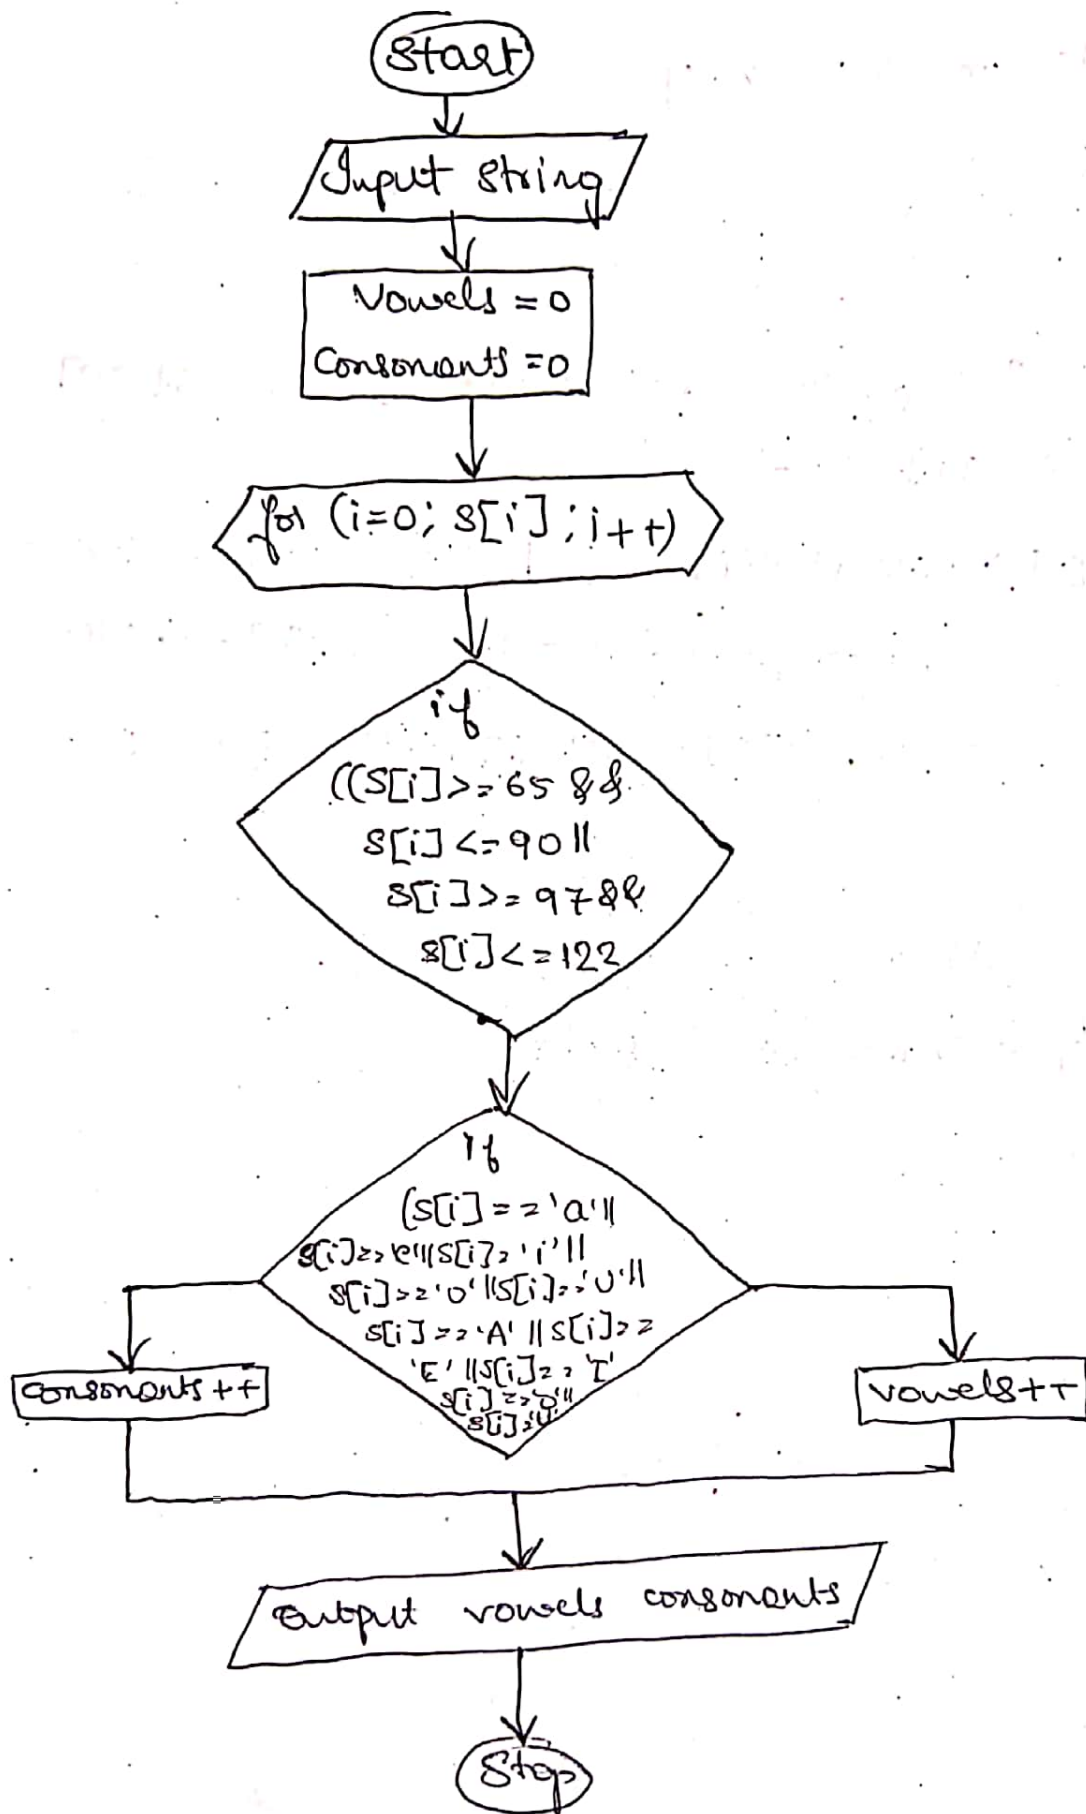 Start
Input string
Vowels = 0
Consonants = 0
for (i=0; S[i]; i++)
if
((S[i]>=65 &&
S[i]<=90||
S[i]>=97&&
S[i]<=122
if
(S[i]=='a'||
S[i]=='e'||S[i]='i'||
S[i]=='o'||S[i]=='u'||
S[i]=='A'||S[i]==
'E'||S[i]=='I'
S[i]=='O'||
S[i]='U'
consonants++
vowels++
output vowels consonants
Stop